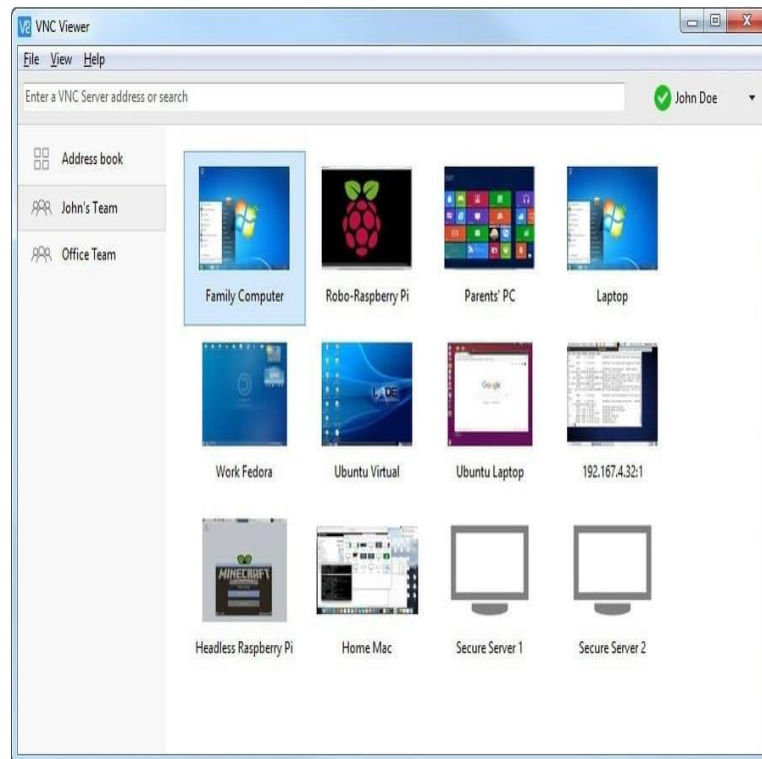 VNC Viewer
File View Help
Enter a VNC Server address or search
John Doe
Address book
John's Team
Office Team
Family Computer
Robo-Raspberry Pi
Parents' PC
Laptop
Google
Work Fedora
Ubuntu Virtual
Ubuntu Laptop
192.167.4.32:1
MINECRAFT
Headless Raspberry Pi
Home Mac
Secure Server 1
Secure Server 2